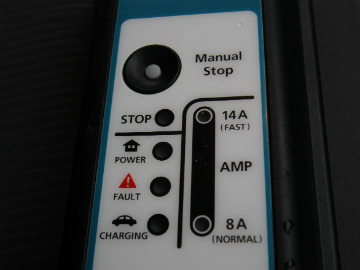 Manual
Stop
STOP
14A
(FAST)
POWER
AMP
FAULT
8A
CHARGING
(NORMAL)